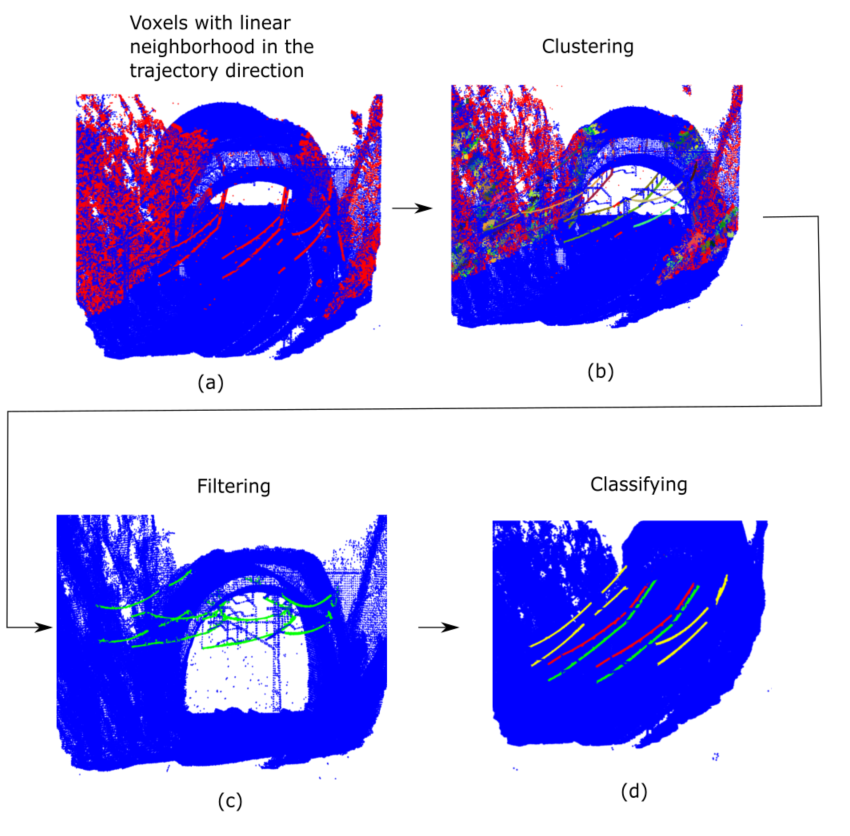 Voxels with linear
neighborhood in the
trajectory direction
Clustering
(a)
(b)
Filtering
Classifying
(c)
(d)